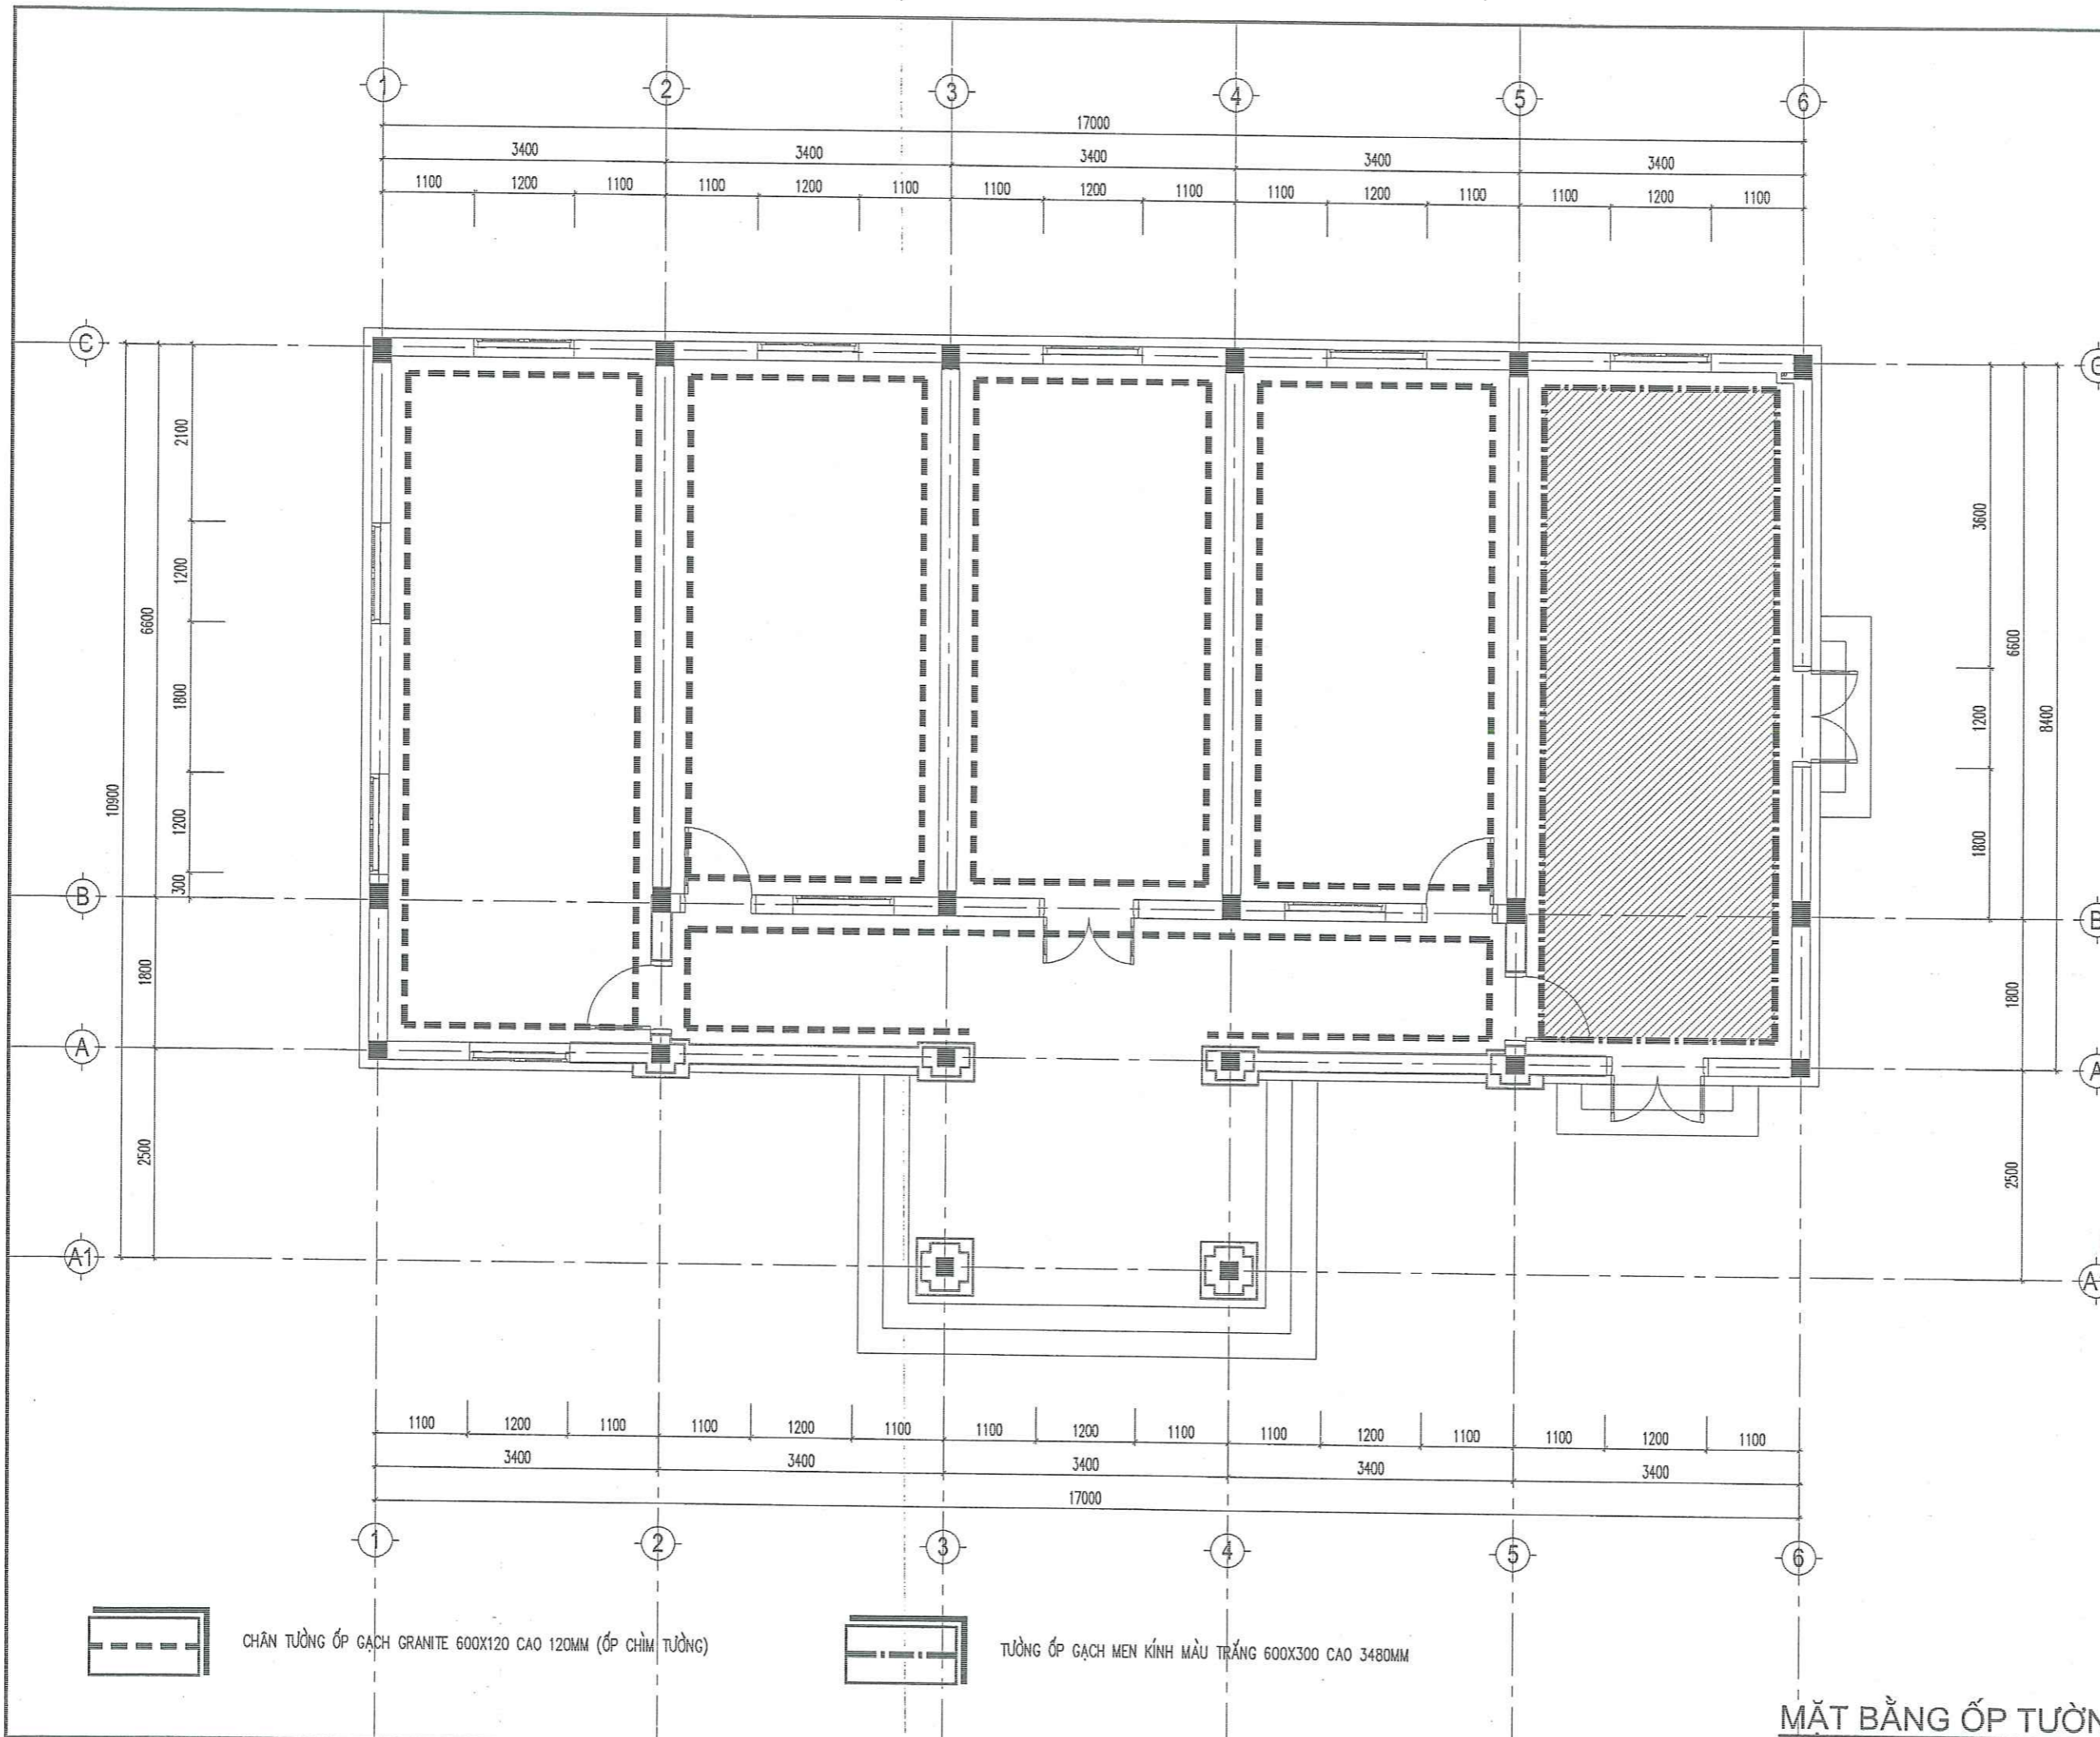 1 2 3 4 5 6
17000
3400 3400 3400 3400 3400
1100 1200 1100 1100 1200 1100 1100 1200 1100 1100 1200 1100 1100 1200 1100
C
2100
1200
6600
1800
10900
1200
300
B
1800
A
2500
A1
3600
6600
1200
8400
1800
B
1800
A
2500
1100 1200 1100 1100 1200 1100 1100 1200 1100 1100 1200 1100 1100 1200 1100
3400 3400 3400 3400 3400
17000
1 2 3 4 5 6
CHÂN TƯỜNG ỐP GẠCH GRANITE 600X120 CAO 120MM (ỐP CHÌM TƯỜNG)
TƯỜNG ỐP GẠCH MEN KÍNH MÀU TRẮNG 600X300 CAO 3480MM
MẶT BẰNG ỐP TƯỜN